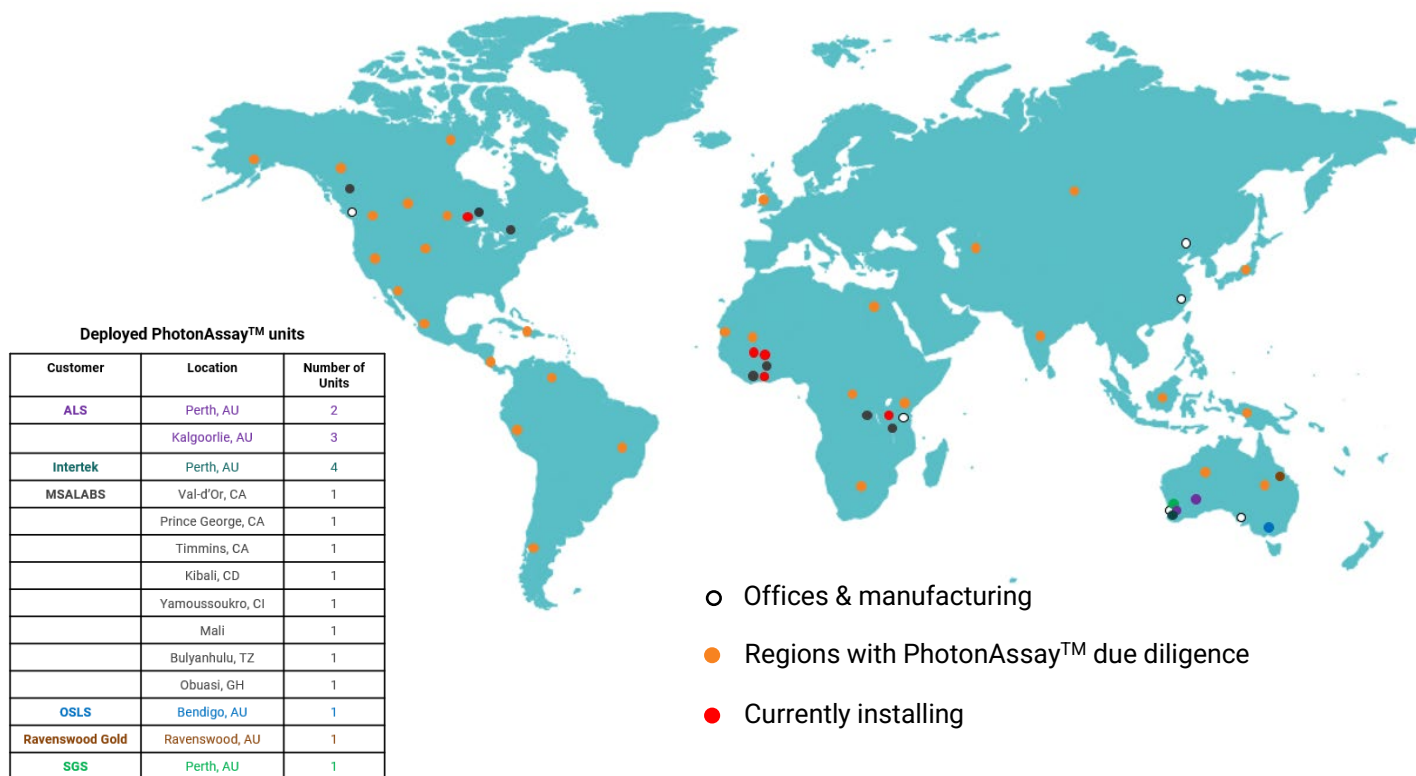 Deployed PhotonAssay™ units
Customer Location Number of Units
ALS Perth, AU 2
Kalgoorlie, AU 3
Intertek Perth, AU 4
MSALABS Val-d'Or, CA 1
Prince George, CA 1
Timmins, CA 1
Kibali, CD 1
Yamoussoukro, CI 1
Mali 1
Bulyanhulu, TZ 1
Obuasi, GH 1
OSLS Bendigo, AU 1
Ravenswood Gold Ravenswood, AU 1
SGS Perth, AU 1
Offices & manufacturing
Regions with PhotonAssay™ due diligence
Currently installing